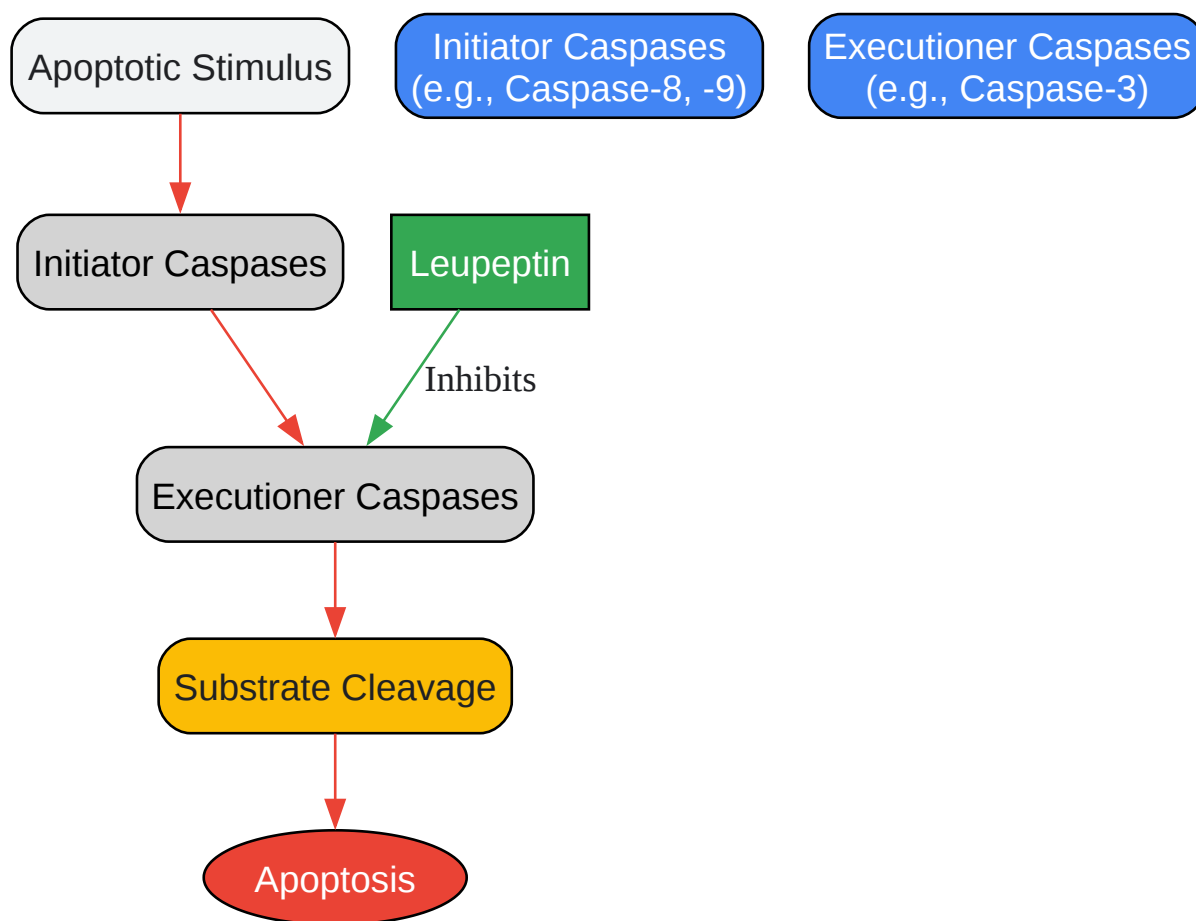 Apoptotic Stimulus
Initiator Caspases
(e.g., Caspase-8, -9)
Executioner Caspases
(e.g., Caspase-3)
Initiator Caspases
Leupeptin
Inhibits
Executioner Caspases
Substrate Cleavage
Apoptosis